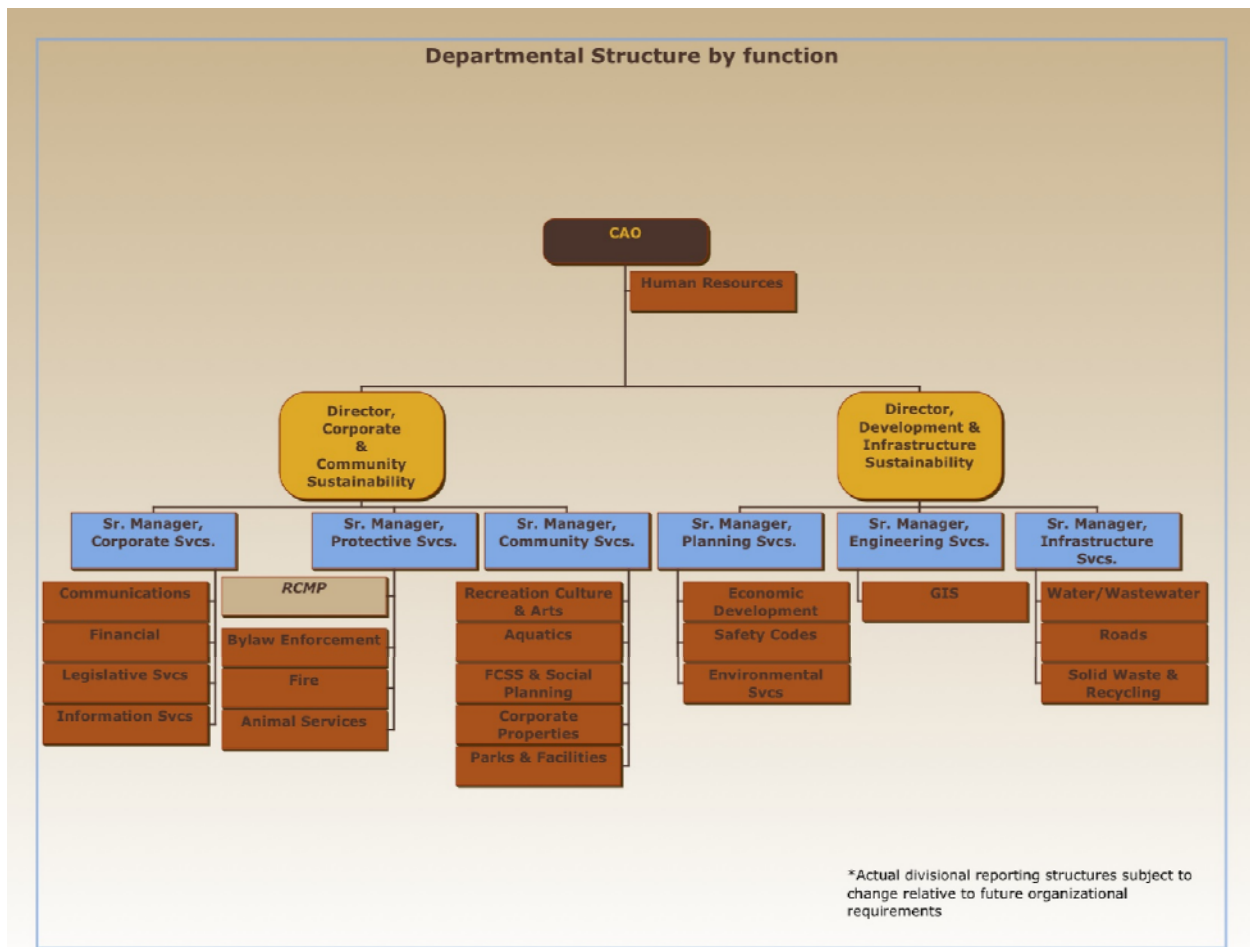 Departmental Structure by function
CAO
Human Resources
Director,
Corporate
&
Community
Sustainability
Director,
Development &
Infrastructure
Sustainability
Sr. Manager,
Corporate Svcs.
Sr. Manager,
Protective Svcs.
Sr. Manager,
Community Svcs.
Sr. Manager,
Planning Svcs.
Sr. Manager,
Engineering Svcs.
Sr. Manager,
Infrastructure
Svcs.
Communications
Financial
Legislative Svcs
Information Svcs
RCMP
Bylaw Enforcement
Fire
Animal Services
Recreation Culture
& Arts
Aquatics
FCSS & Social
Planning
Corporate
Properties
Parks & Facilities
Economic
Development
Safety Codes
Environmental
Svcs
GIS
Water/Wastewater
Roads
Solid Waste &
Recycling
*Actual divisional reporting structures subject to
change relative to future organizational
requirements